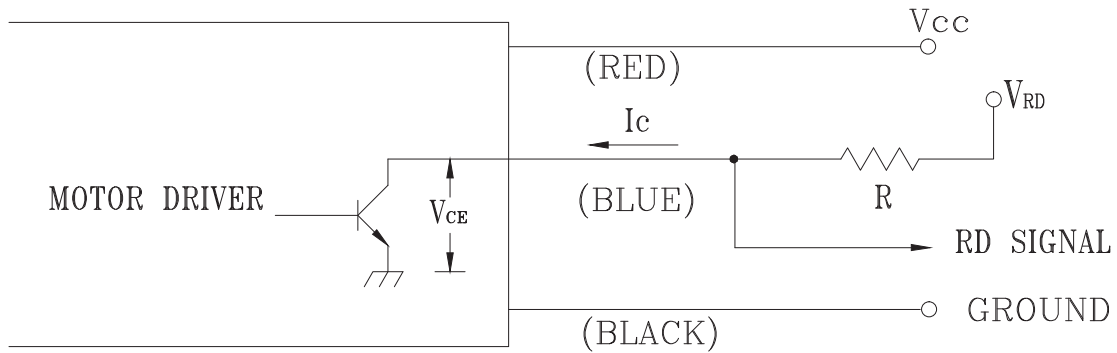 Vcc
(RED)
VRD
Ic
MOTOR DRIVER
VCE
(BLUE)
R
RD SIGNAL
GROUND
(BLACK)